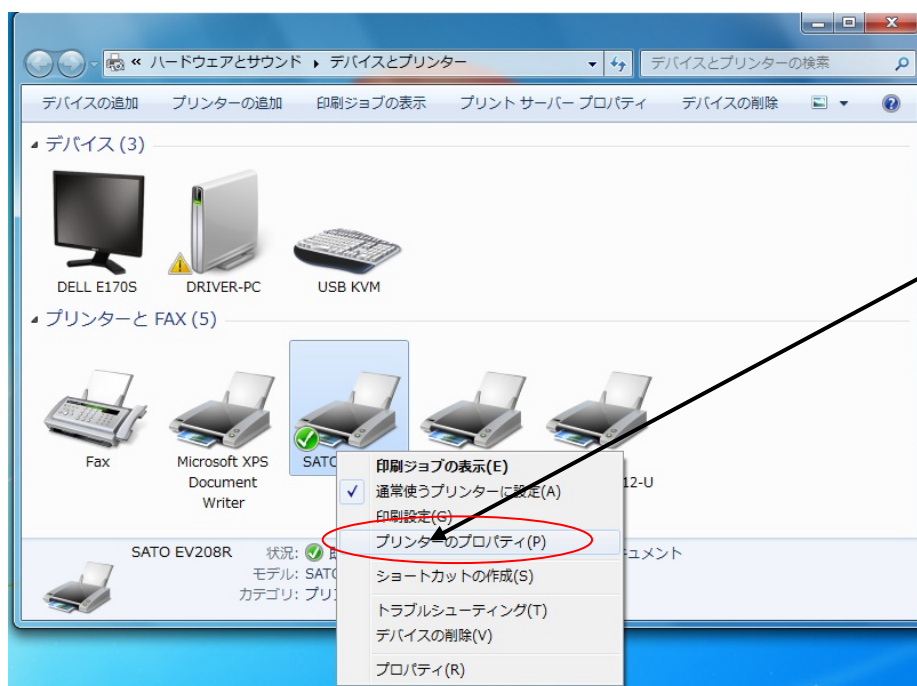 « ハードウェアとサウンド ▸ デバイスとプリンター
デバイスとプリンターの検索
デバイスの追加 プリンターの追加 印刷ジョブの表示 プリント サーバー プロパティ デバイスの削除
デバイス (3)
DELL E170S
DRIVER-PC
USB KVM
プリンターと FAX (5)
Fax
Microsoft XPS
Document
Writer
SATO
12-U
印刷ジョブの表示(E)
通常使うプリンターに設定(A)
印刷設定(G)
プリンターのプロパティ(P)
ショートカットの作成(S)
トラブルシューティング(T)
デバイスの削除(V)
プロパティ(R)
SATO EV208R 状況:
ュメント
モデル: SATO
カテゴリ: プリ